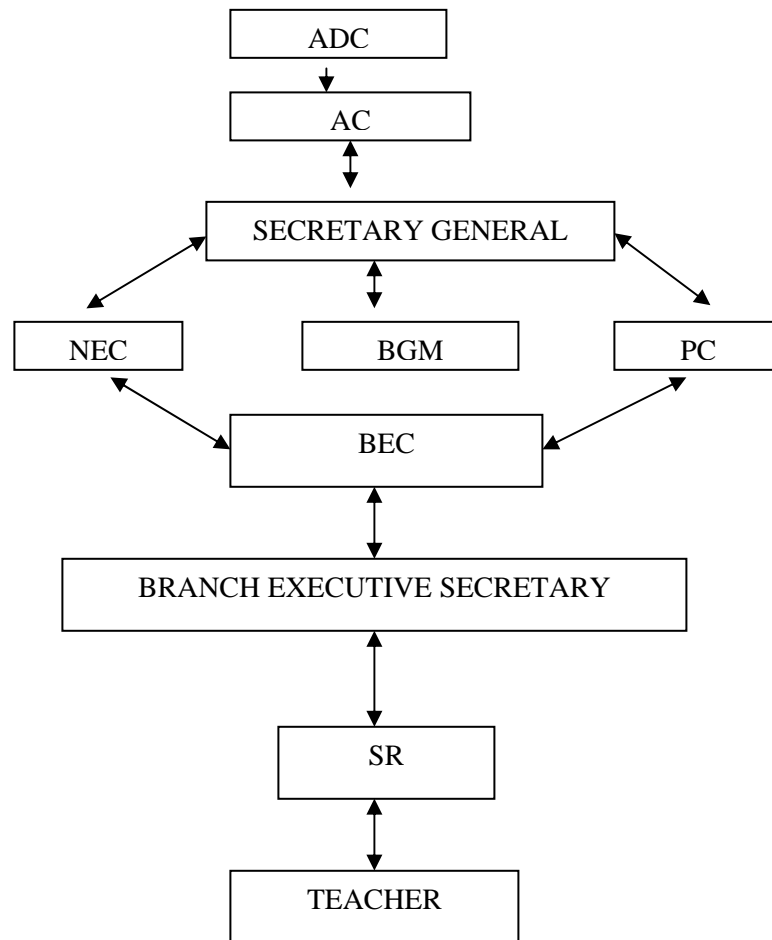 ADC
AC
SECRETARY GENERAL
NEC
BGM
PC
BEC
BRANCH EXECUTIVE SECRETARY
SR
TEACHER